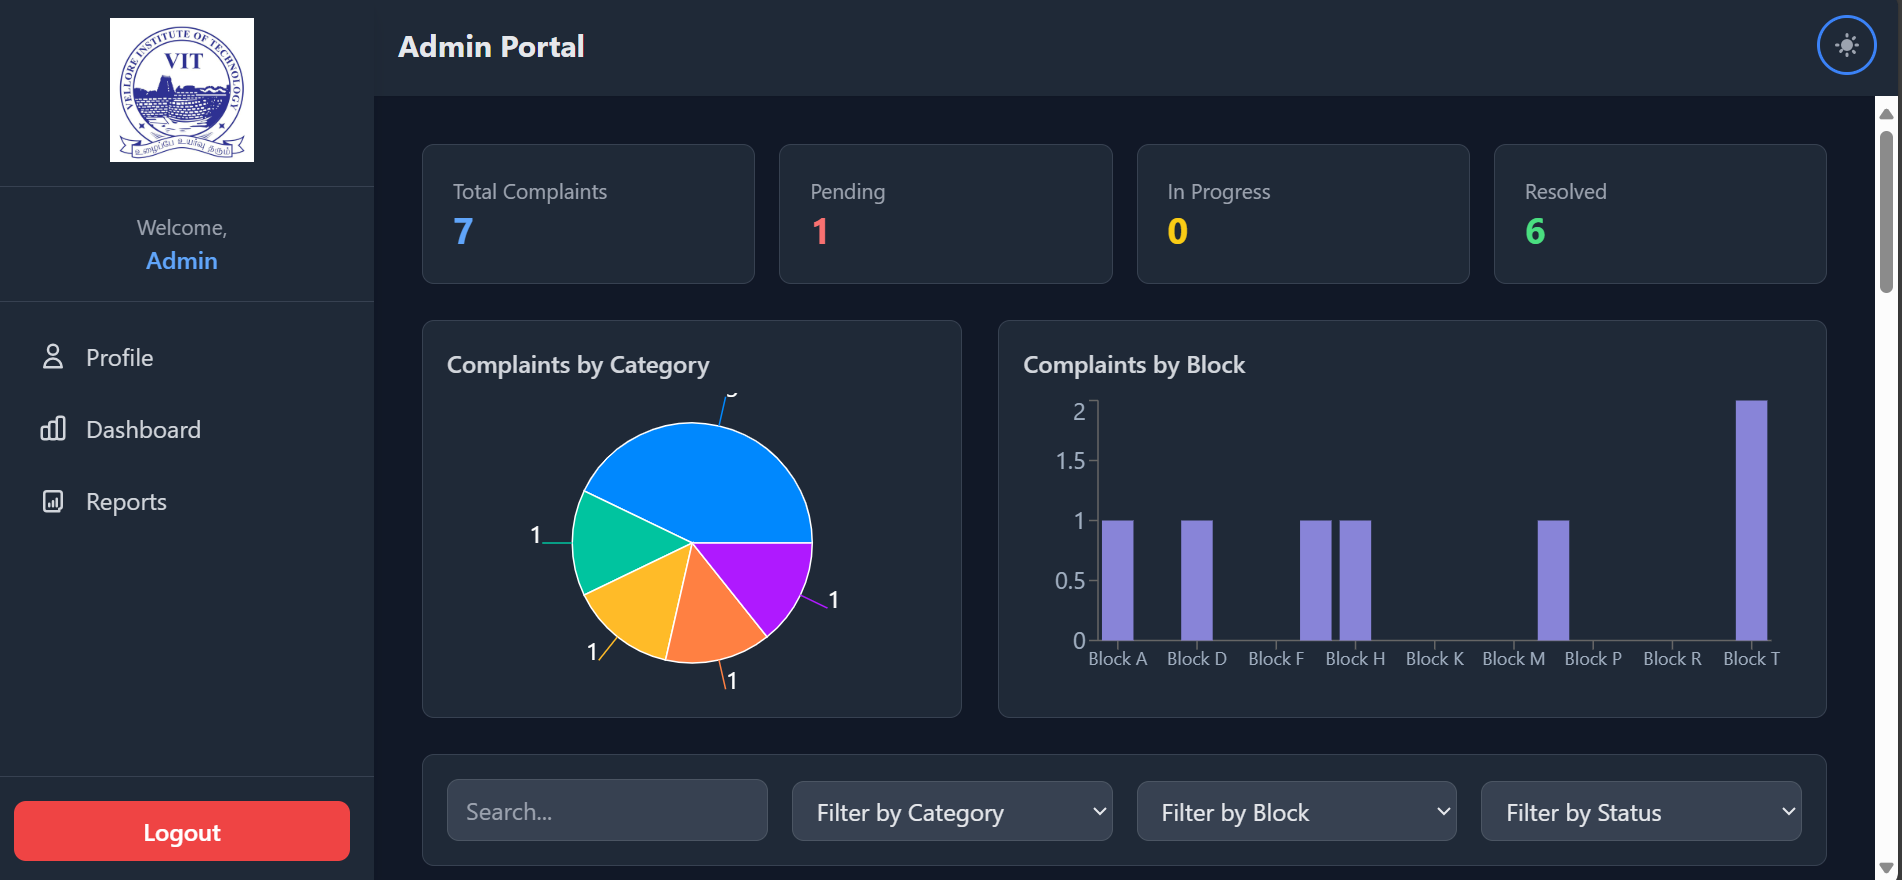 VELLORE INSTITUTE OF TECHNOLOGY
VIT
Admin Portal
Welcome,
Admin
Profile
Dashboard
Reports
Logout
Total Complaints
7
Pending
1
In Progress
0
Resolved
6
Complaints by Category
1
1
1
1
Complaints by Block
2
1.5
1
0.5
0
Block A Block D Block F Block H Block K Block M Block P Block R Block T
Search...
Filter by Category
Filter by Block
Filter by Status